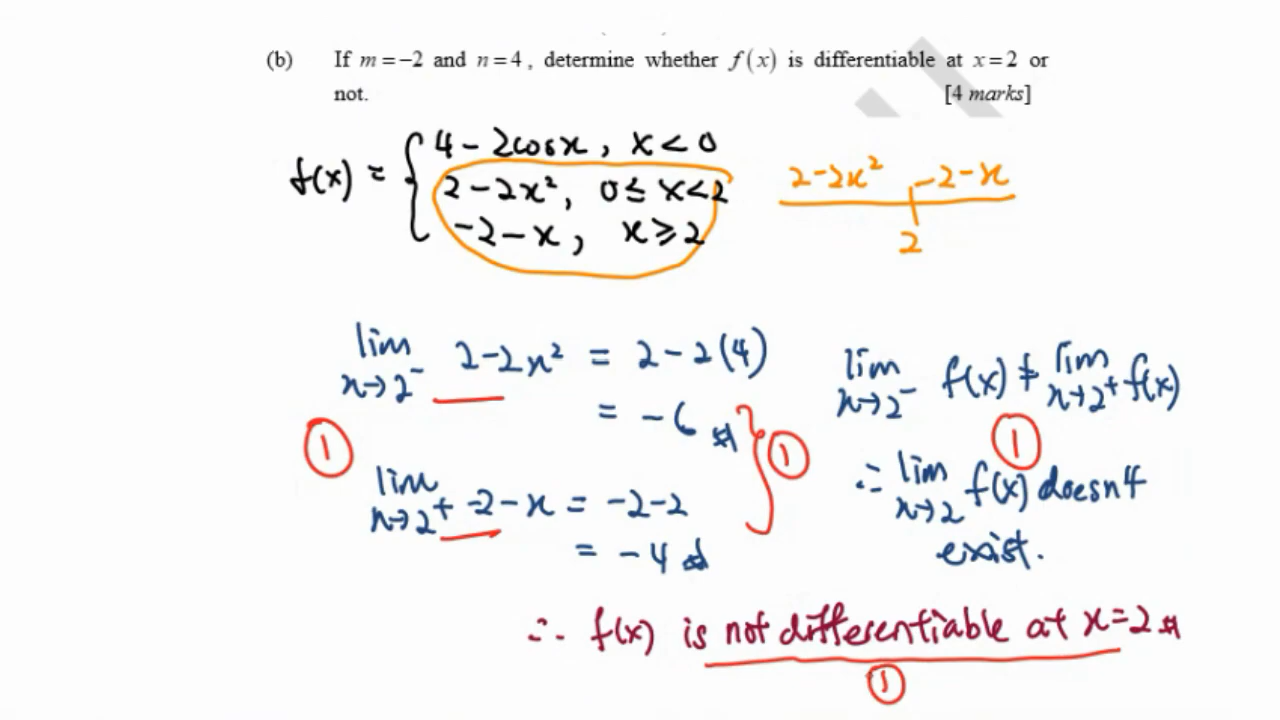 (b) If m = −2 and n = 4, determine whether f(x) is differentiable at x = 2 or
not. [4 marks]
f(x) = { 4 − 2cosx, x < 0
2 − 2x², 0 ≤ x < 2
−2 − x, x ≥ 2
2−2x² −2−x
2
lim x→2⁻ 2−2x² = 2−2(4)
= −6
①
①
lim x→2⁺ −2−x = −2−2
= −4
lim x→2⁻ f(x) ≠ lim x→2⁺ f(x)
①
∴ lim x→2 f(x) doesn't
exist.
∴ f(x) is not differentiable at x=2
①